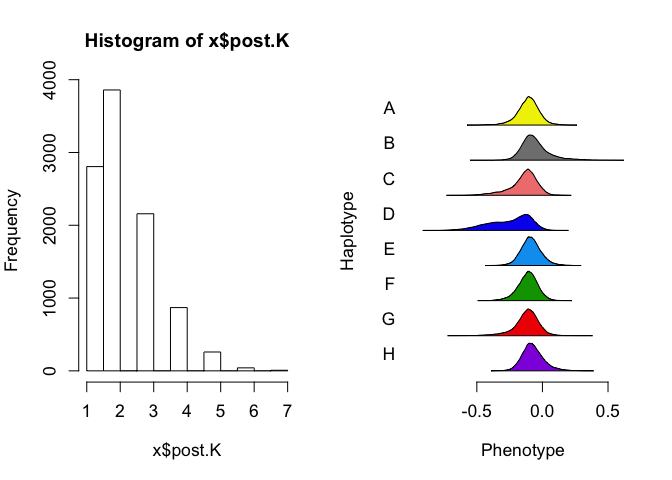 Histogram of x$post.K
Frequency
0
1000
2000
3000
4000
1 2 3 4 5 6 7
x$post.K
Haplotype
A
B
C
D
E
F
G
H
-0.5 0.0 0.5
Phenotype